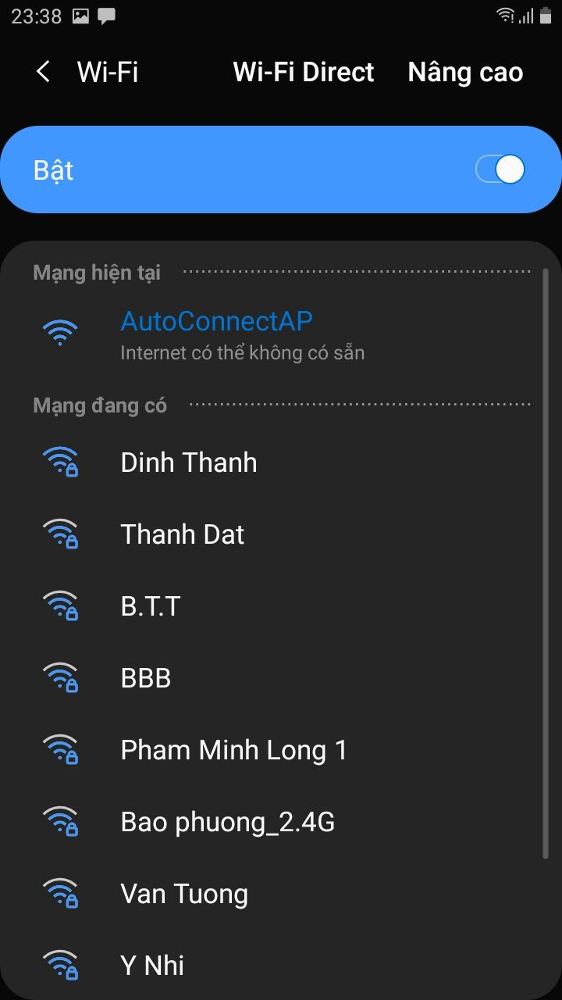 23:38
Wi-Fi Wi-Fi Direct Nâng cao
Bật
Mạng hiện tại
AutoConnectAP
Internet có thể không có sẵn
Mạng đang có
Dinh Thanh
Thanh Dat
B.T.T
BBB
Pham Minh Long 1
Bao phuong_2.4G
Van Tuong
Y Nhi